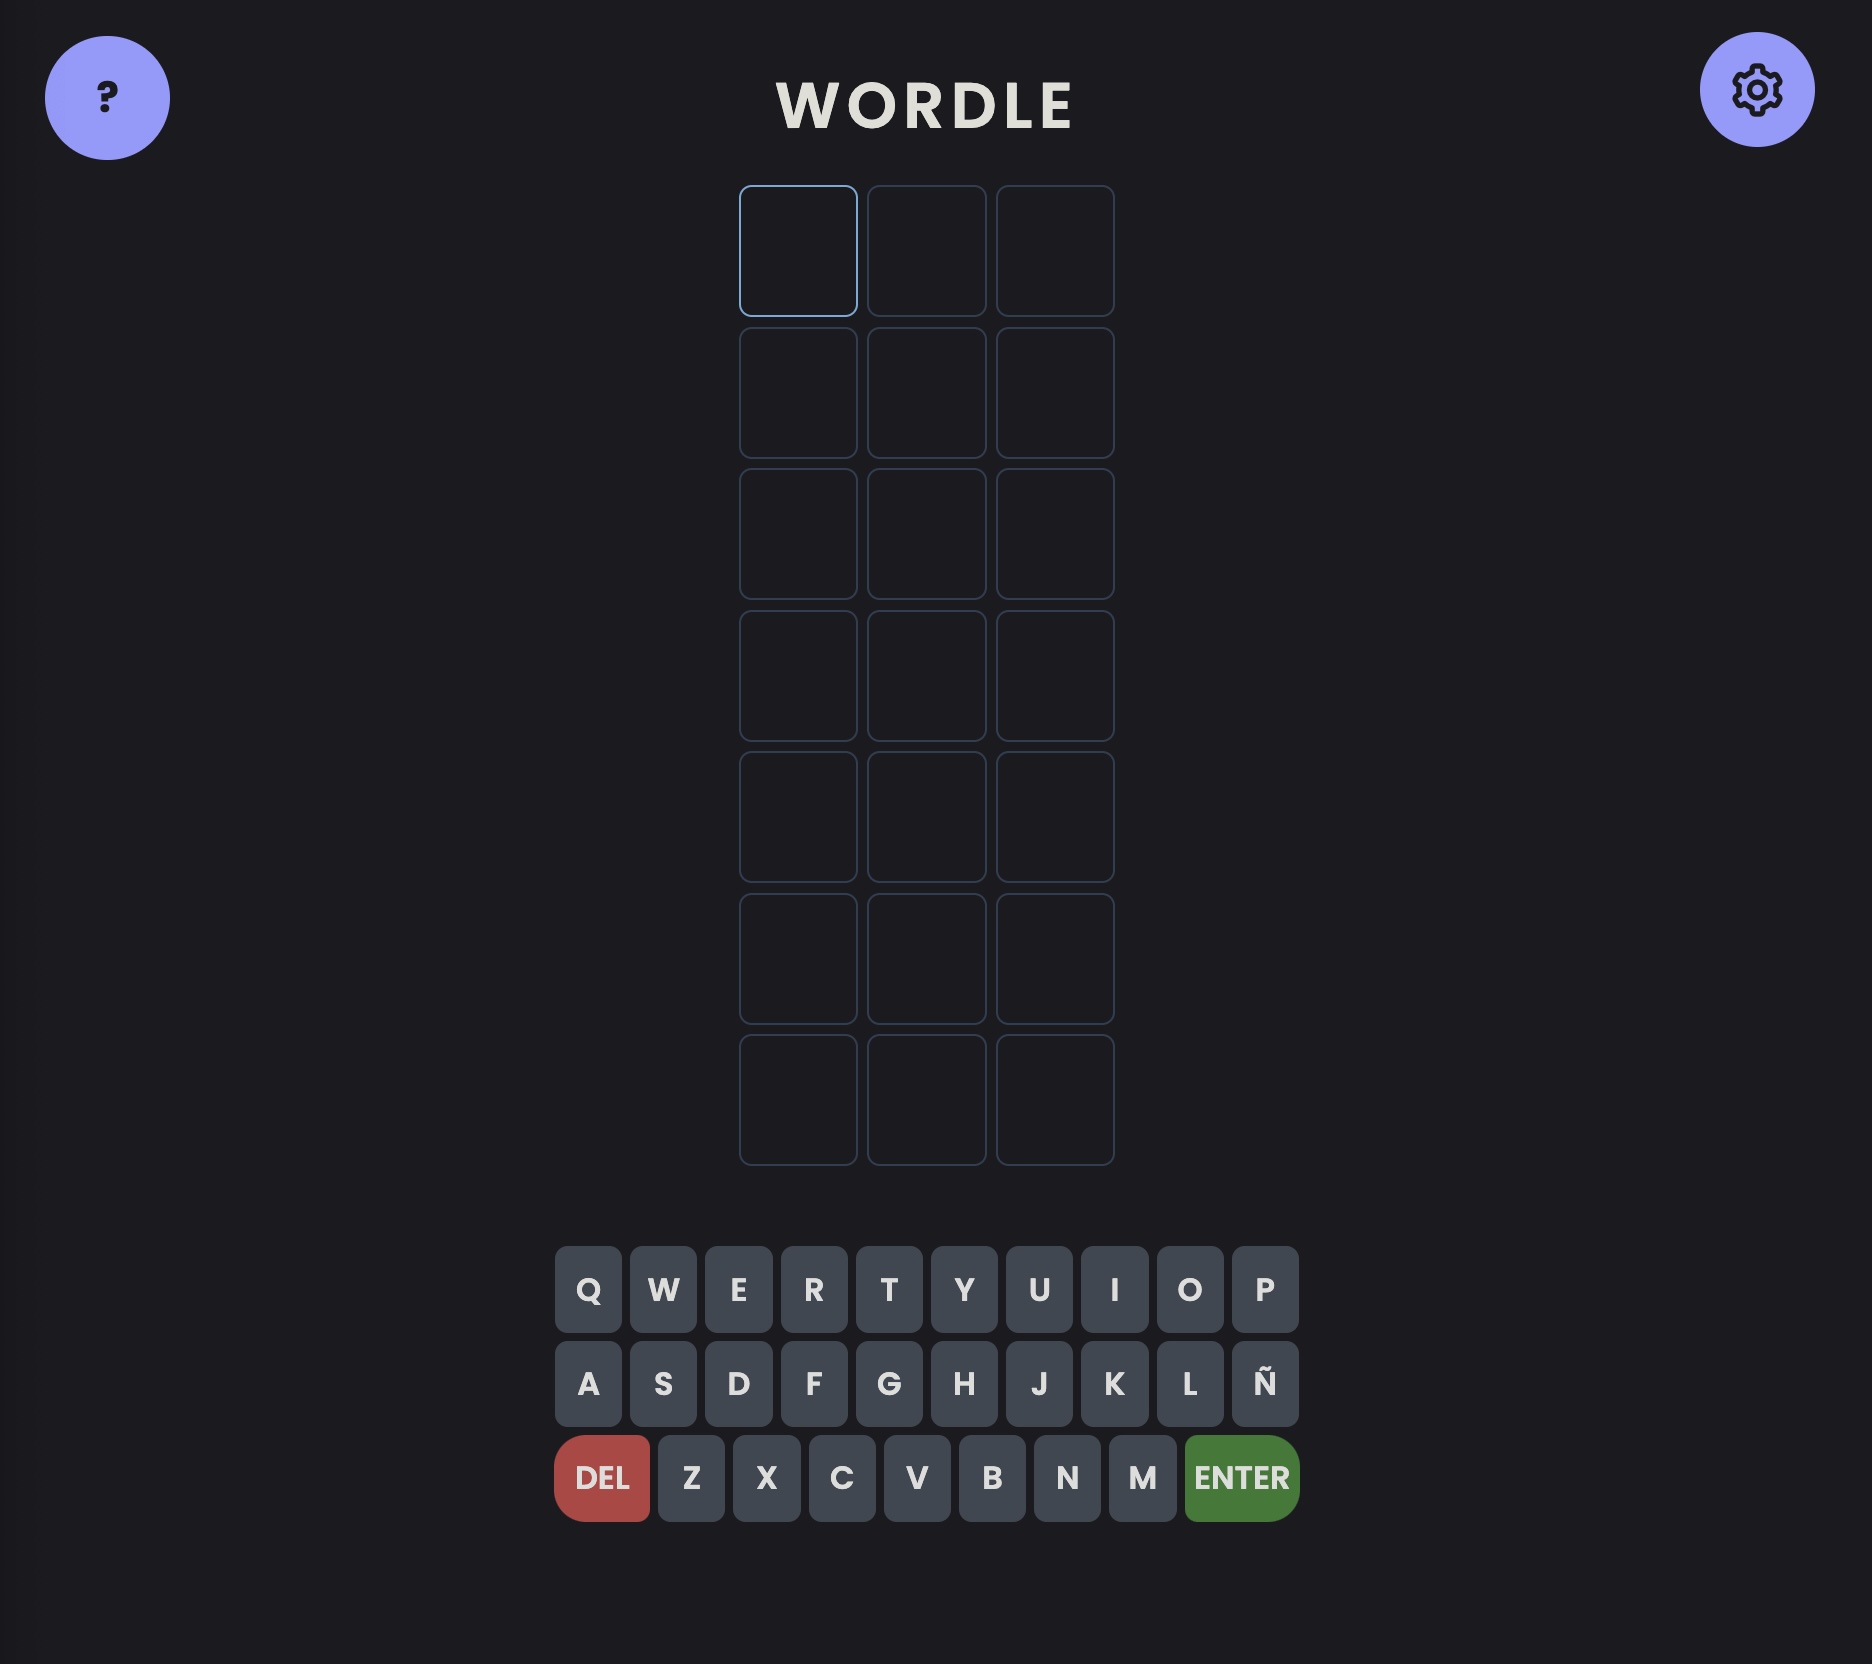 ?
WORDLE
Q W E R T Y U I O P
A S D F G H J K L Ñ
DEL Z X C V B N M ENTER